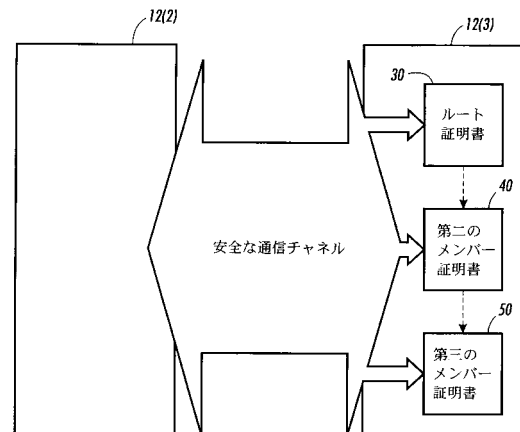 12(2)
12(3)
30
ルート
証明書
40
第二の
メンバー
証明書
安全な通信チャネル
50
第三の
メンバー
証明書